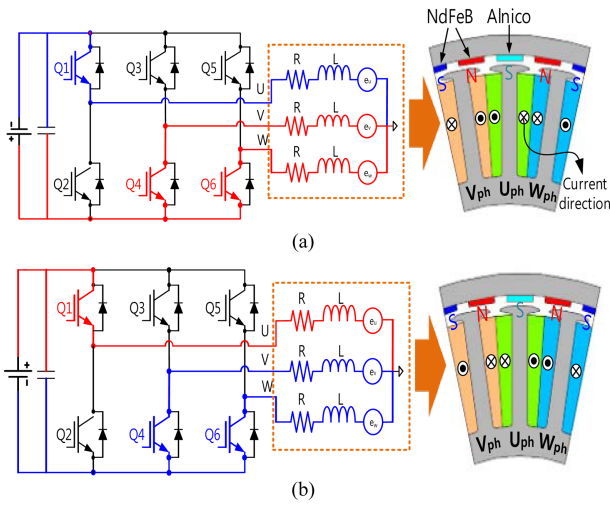 NdFeB Alnico
Q1 Q3 Q5
U R L eu
V R L ev
W R L ew
Q2 Q4 Q6
S N S N S
Vph Uph Wph
Current
direction
(a)
Q1 Q3 Q5
U R L eu
V R L ev
W R L ew
Q2 Q4 Q6
S N S N S
Vph Uph Wph
(b)